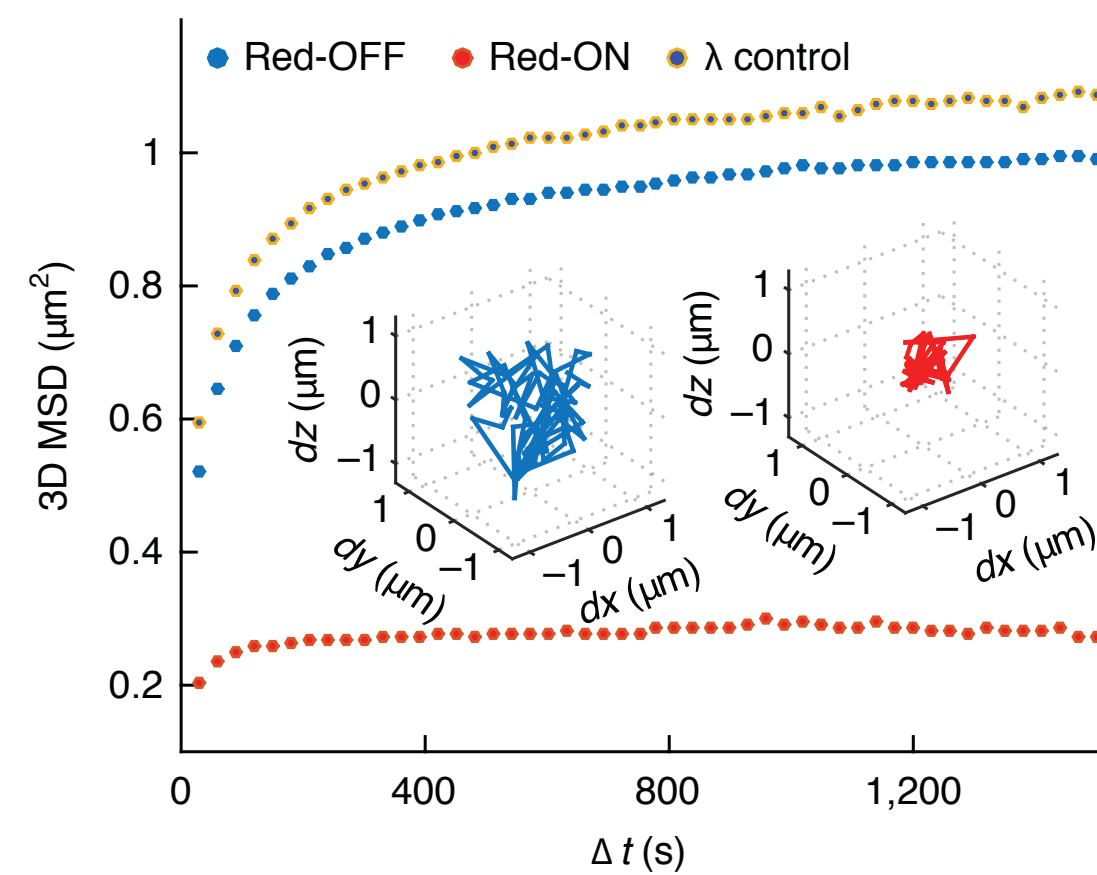 Red-OFF Red-ON λ control
3D MSD (μm²)
1
0.8
0.6
0.4
0.2
0 400 800 1,200
Δ t (s)
dz (μm)
1
0
−1
1
0
−1
dy (μm)
−1
0
1
dx (μm)
dz (μm)
1
0
−1
1
0
−1
dy (μm)
−1
0
1
dx (μm)